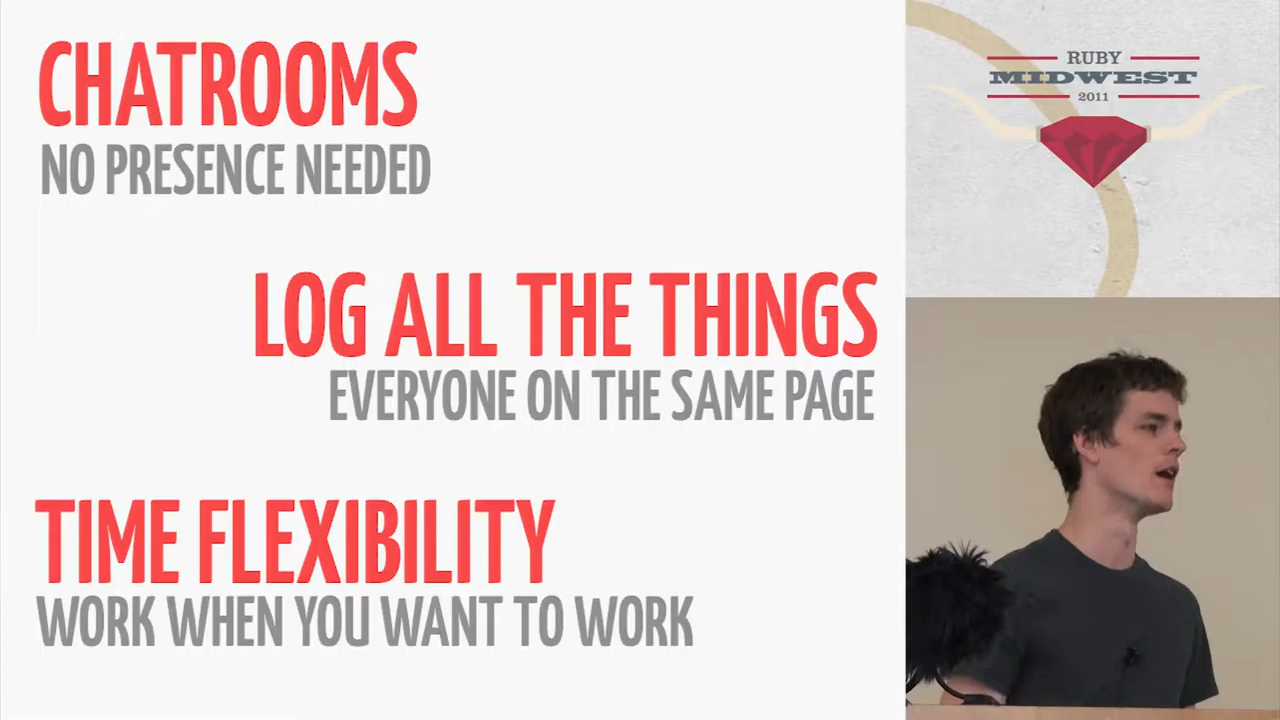 CHATROOMS
NO PRESENCE NEEDED
LOG ALL THE THINGS
EVERYONE ON THE SAME PAGE
TIME FLEXIBILITY
WORK WHEN YOU WANT TO WORK
RUBY
MIDWEST
2011